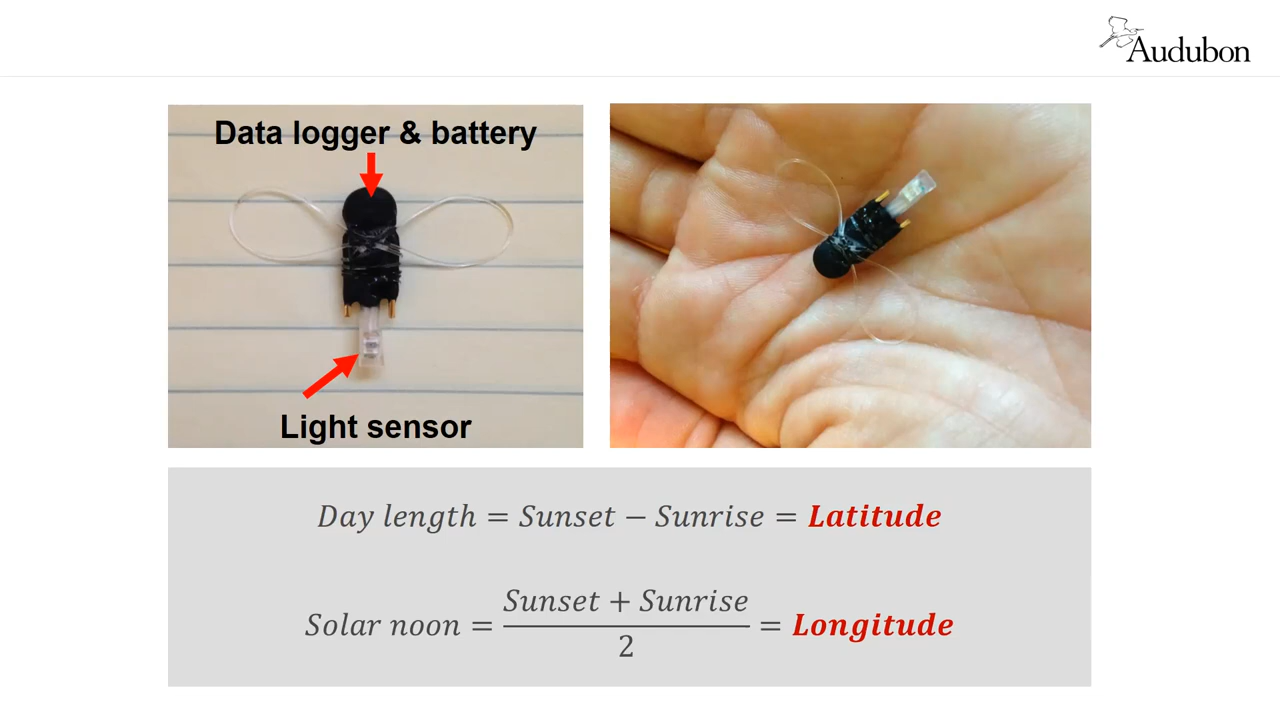 Audubon
Data logger & battery
Light sensor
Day length = Sunset − Sunrise = Latitude
Solar noon = (Sunset + Sunrise) / 2 = Longitude